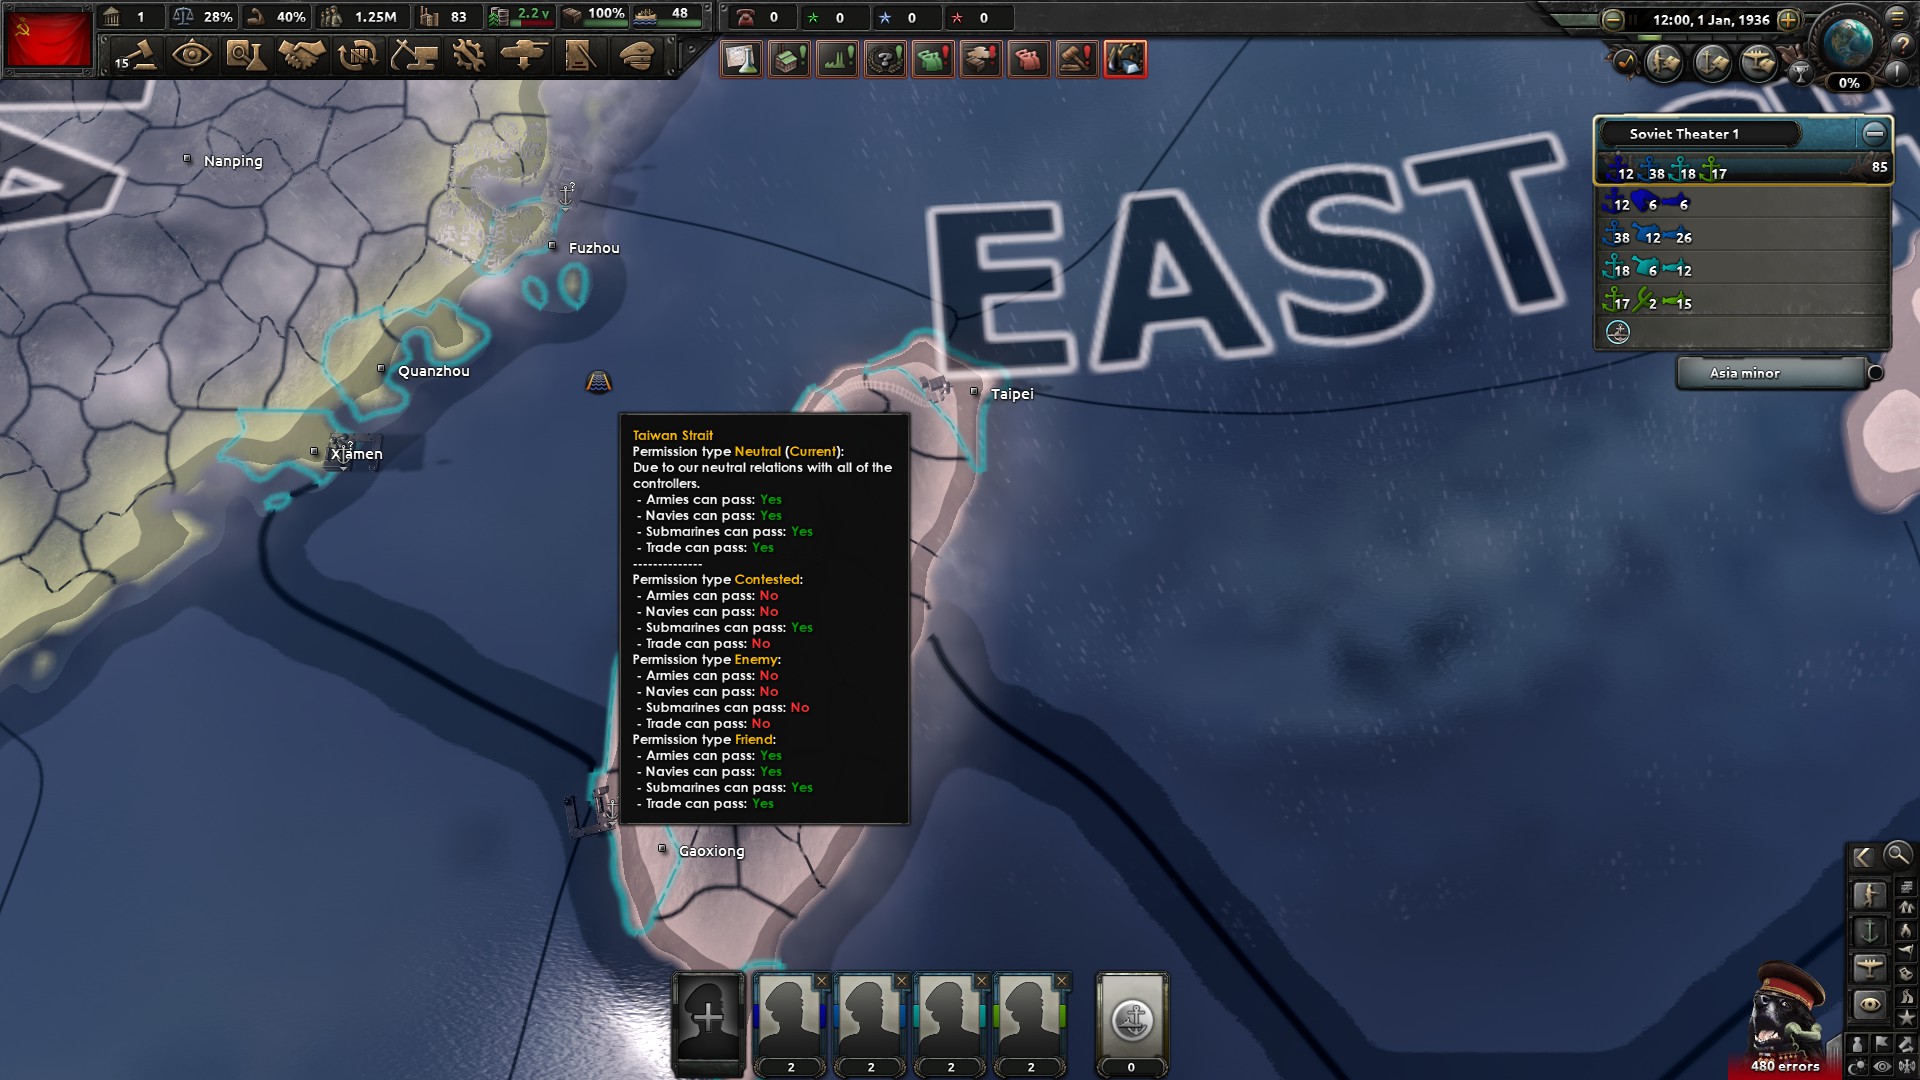 1
28%
40%
1.25M
83
2.2 v
100%
48
0
0
0
0
12:00, 1 Jan, 1936
15
0%
Soviet Theater 1
12 38 18 17
85
12 6 6
38 12 26
18 6 12
17 2 15
Asia minor
Nanping
Fuzhou
Quanzhou
Xiamen
Taipei
Gaoxiong
EAST
Taiwan Strait
Permission type Neutral (Current):
Due to our neutral relations with all of the
controllers.
- Armies can pass: Yes
- Navies can pass: Yes
- Submarines can pass: Yes
- Trade can pass: Yes
--------------
Permission type Contested:
- Armies can pass: No
- Navies can pass: No
- Submarines can pass: Yes
- Trade can pass: No
Permission type Enemy:
- Armies can pass: No
- Navies can pass: No
- Submarines can pass: No
- Trade can pass: No
Permission type Friend:
- Armies can pass: Yes
- Navies can pass: Yes
- Submarines can pass: Yes
- Trade can pass: Yes
2
2
2
2
0
480 errors